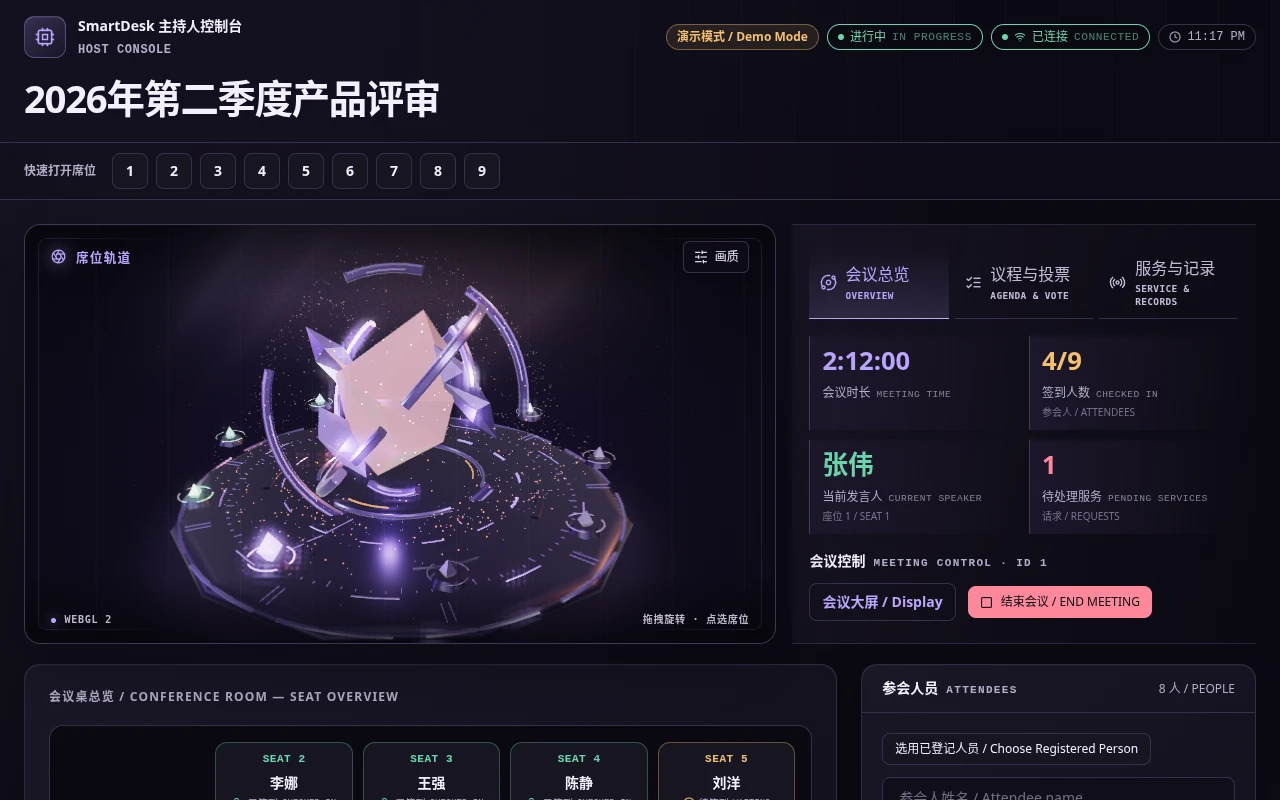 SmartDesk 主持人控制台
HOST CONSOLE
演示模式 / Demo Mode
进行中 IN PROGRESS
已连接 CONNECTED
11:17 PM
2026年第二季度产品评审
快速打开席位
1 2 3 4 5 6 7 8 9
席位轨道
画质
WEBGL 2
拖拽旋转 · 点选席位
会议总览
OVERVIEW
议程与投票
AGENDA & VOTE
服务与记录
SERVICE &
RECORDS
2:12:00
会议时长 MEETING TIME
4/9
签到人数 CHECKED IN
参会人 / ATTENDEES
张伟
当前发言人 CURRENT SPEAKER
座位 1 / SEAT 1
1
待处理服务 PENDING SERVICES
请求 / REQUESTS
会议控制 MEETING CONTROL · ID 1
会议大屏 / Display
结束会议 / END MEETING
会议桌总览 / CONFERENCE ROOM — SEAT OVERVIEW
SEAT 2
李娜
SEAT 3
王强
SEAT 4
陈静
SEAT 5
刘洋
参会人员 ATTENDEES
8 人 / PEOPLE
选用已登记人员 / Choose Registered Person
参会人姓名 / Attendee name